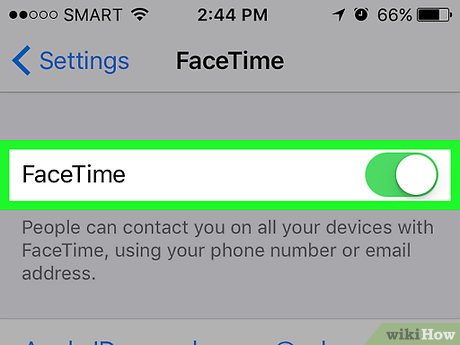 SMART 2:44 PM 66%
Settings FaceTime
FaceTime
People can contact you on all your devices with
FaceTime, using your phone number or email
address.
wikiHow